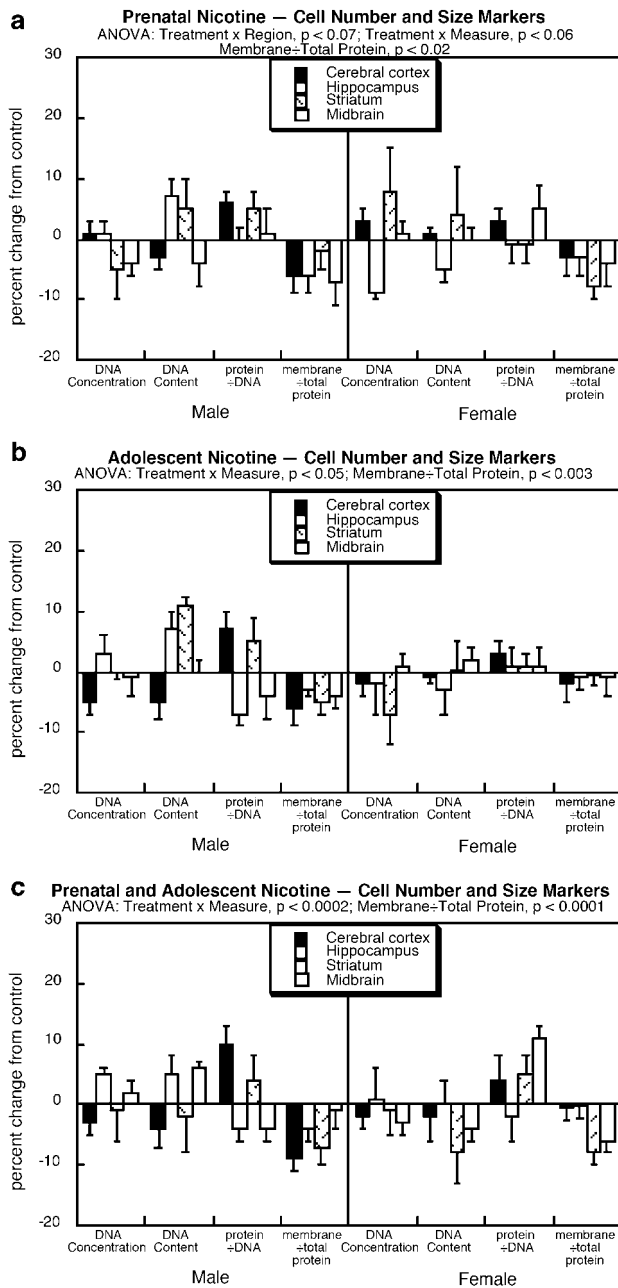 a
Prenatal Nicotine — Cell Number and Size Markers
ANOVA: Treatment x Region, p < 0.07; Treatment x Measure, p < 0.06
Membrane÷Total Protein, p < 0.02
30
20
10
0
-10
-20
percent change from control
Cerebral cortex
Hippocampus
Striatum
Midbrain
DNA DNA protein membrane DNA DNA protein membrane
Concentration Content ÷DNA ÷total Concentration Content ÷DNA ÷total
protein protein
Male Female
b
Adolescent Nicotine — Cell Number and Size Markers
ANOVA: Treatment x Measure, p < 0.05; Membrane÷Total Protein, p < 0.003
30
20
10
0
-10
-20
percent change from control
Cerebral cortex
Hippocampus
Striatum
Midbrain
DNA DNA protein membrane DNA DNA protein membrane
Concentration Content ÷DNA ÷total Concentration Content ÷DNA ÷total
protein protein
Male Female
c
Prenatal and Adolescent Nicotine — Cell Number and Size Markers
ANOVA: Treatment x Measure, p < 0.0002; Membrane÷Total Protein, p < 0.0001
30
20
10
0
-10
-20
percent change from control
Cerebral cortex
Hippocampus
Striatum
Midbrain
DNA DNA protein membrane DNA DNA protein membrane
Concentration Content ÷DNA ÷total Concentration Content ÷DNA ÷total
protein protein
Male Female